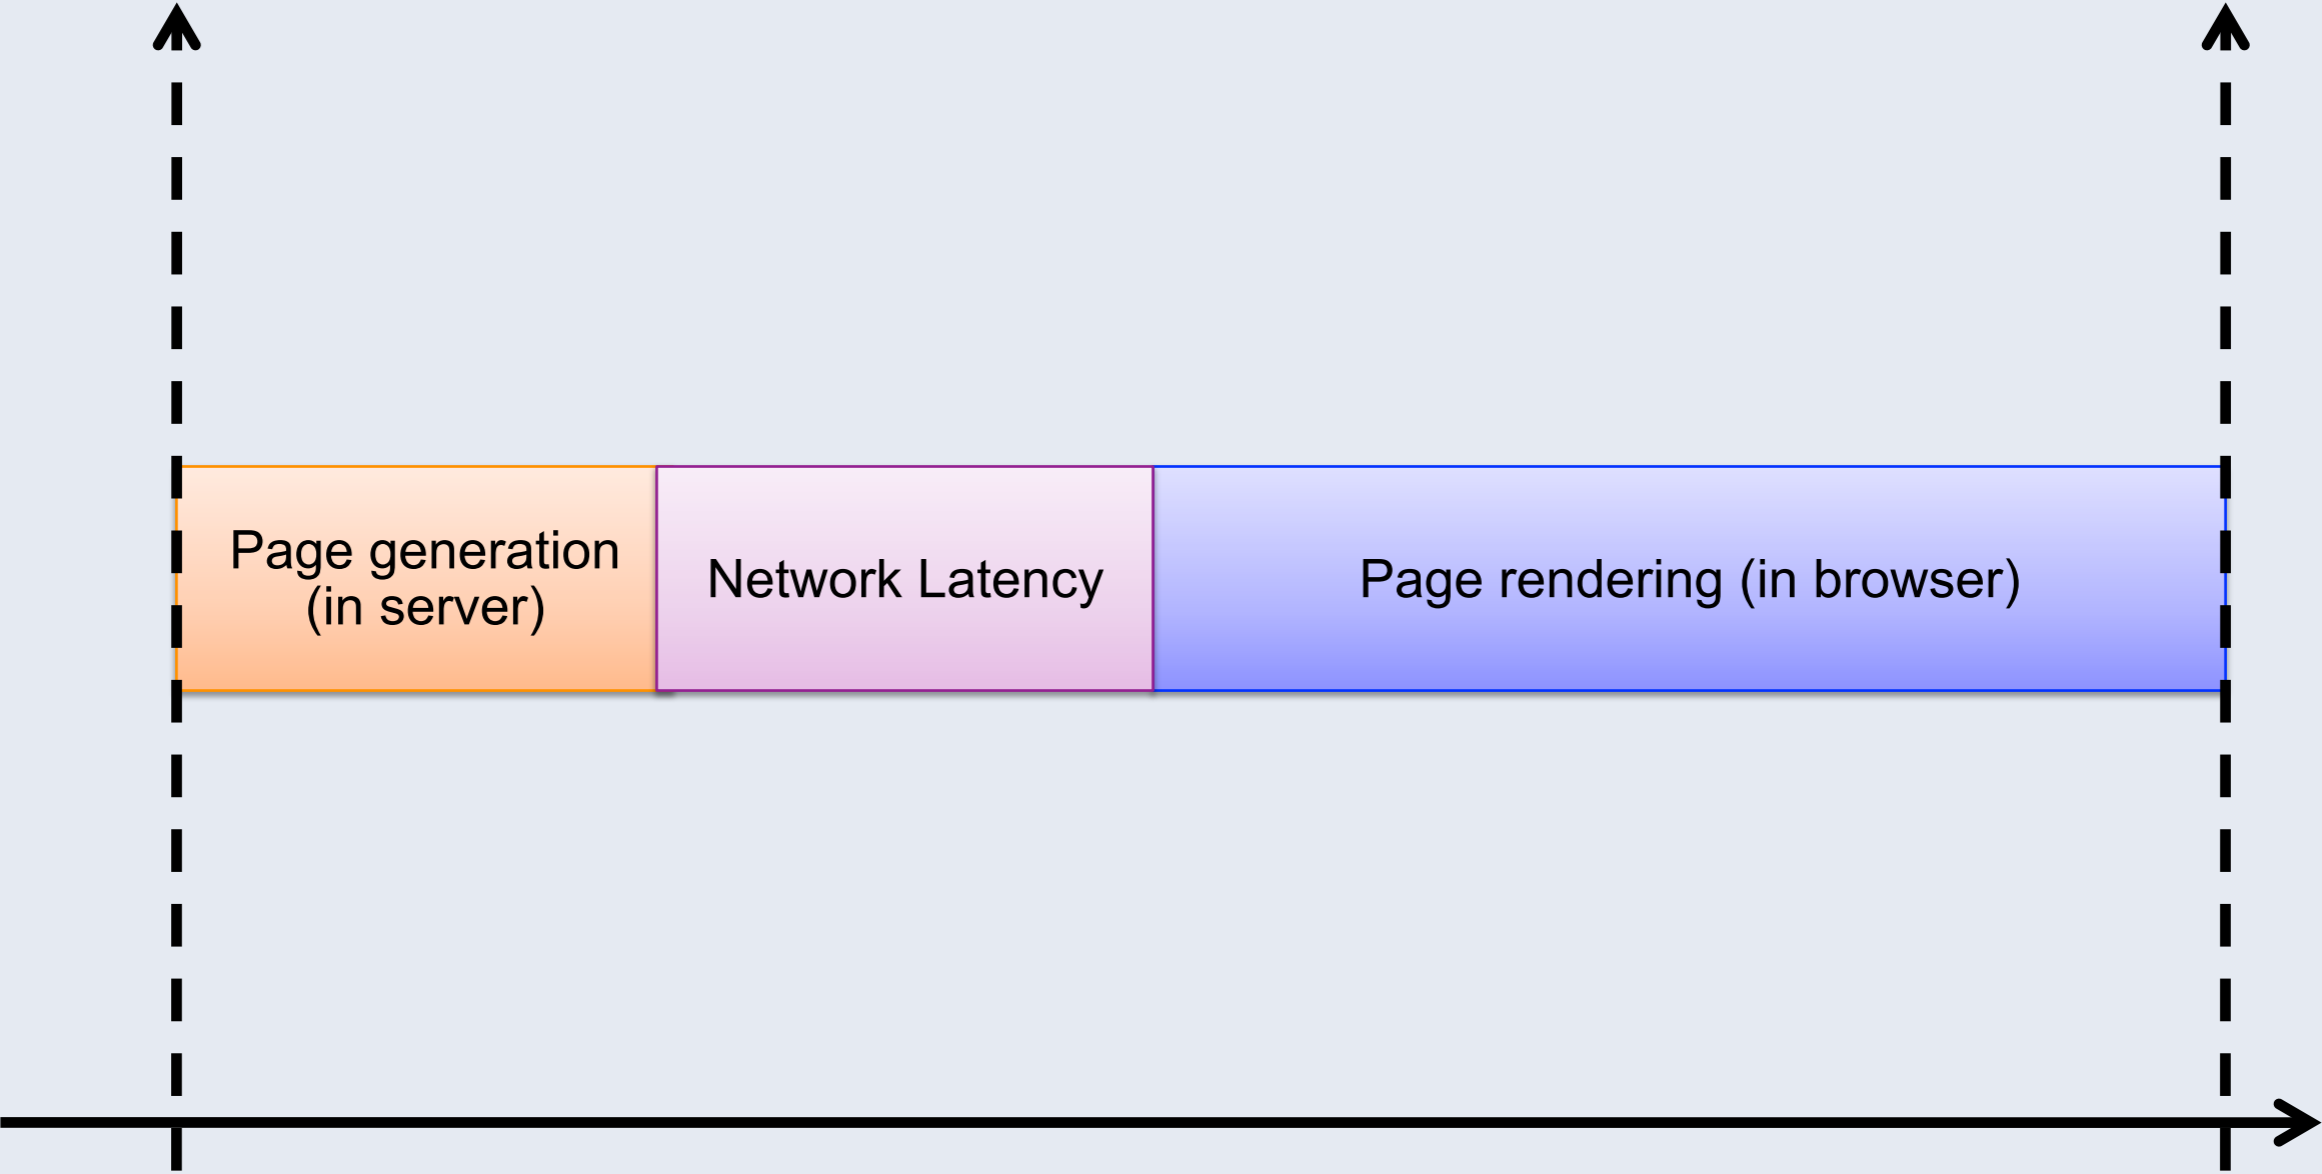 Page generation
(in server)
Network Latency
Page rendering (in browser)